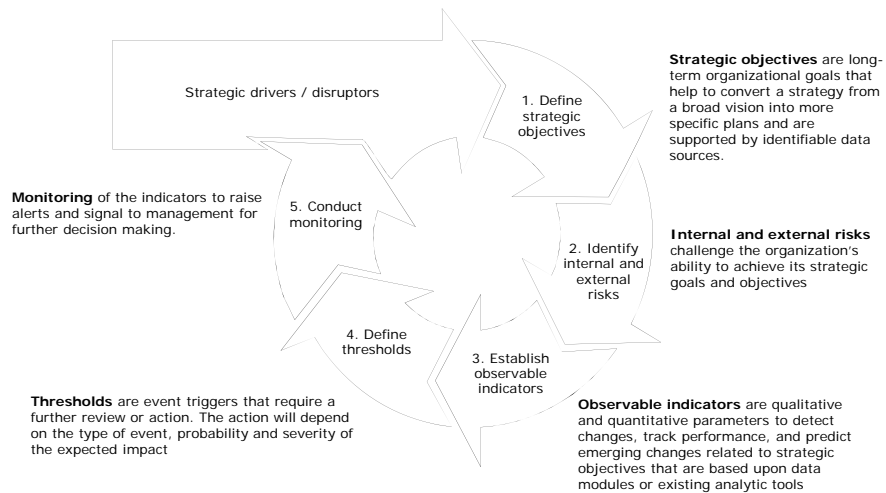 Strategic drivers / disruptors
1. Define
strategic
objectives
Strategic objectives are long-
term organizational goals that
help to convert a strategy from
a broad vision into more
specific plans and are
supported by identifiable data
sources.
2. Identify
internal and
external
risks
Internal and external risks
challenge the organization's
ability to achieve its strategic
goals and objectives
3. Establish
observable
indicators
Observable indicators are qualitative
and quantitative parameters to detect
changes, track performance, and predict
emerging changes related to strategic
objectives that are based upon data
modules or existing analytic tools
4. Define
thresholds
Thresholds are event triggers that require a
further review or action. The action will depend
on the type of event, probability and severity of
the expected impact
5. Conduct
monitoring
Monitoring of the indicators to raise
alerts and signal to management for
further decision making.